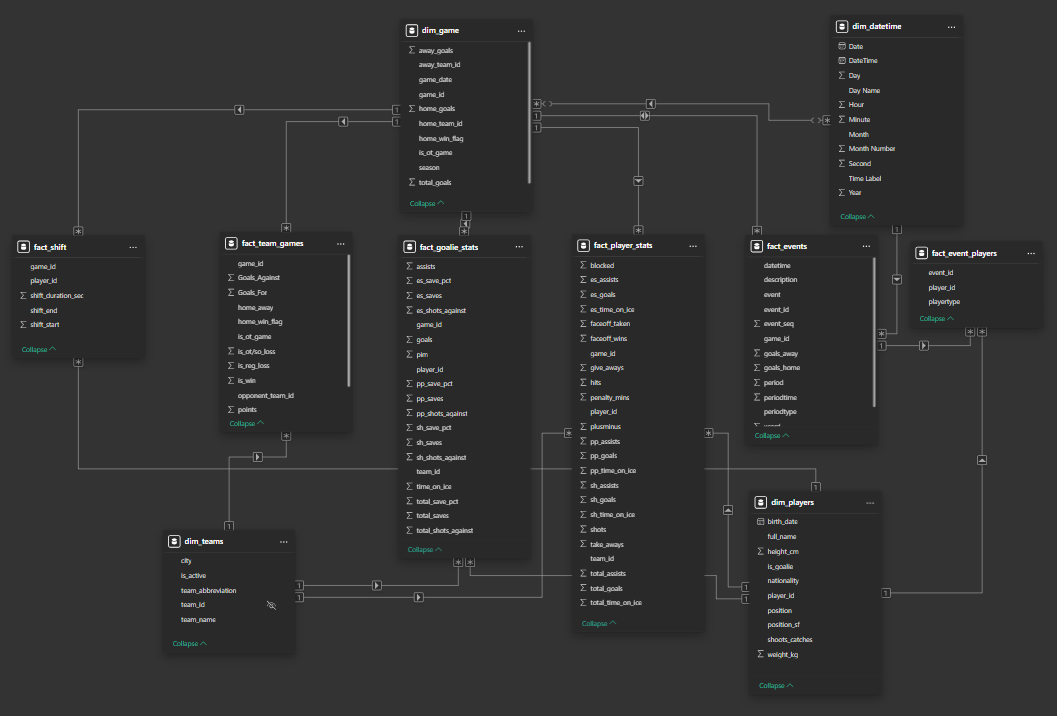 dim_game
away_goals
away_team_id
game_date
game_id
home_goals
home_team_id
home_win_flag
is_ot_game
season
total_goals
Collapse
dim_datetime
Date
DateTime
Day
Day Name
Hour
Minute
Month
Month Number
Second
Time Label
Year
Collapse
fact_shift
game_id
player_id
shift_duration_sec
shift_end
shift_start
Collapse
fact_team_games
game_id
Goals_Against
Goals_For
home_away
home_win_flag
is_ot_game
is_ot/so_loss
is_reg_loss
is_win
opponent_team_id
points
Collapse
fact_goalie_stats
assists
es_save_pct
es_saves
es_shots_against
game_id
goals
pim
player_id
pp_save_pct
pp_saves
pp_shots_against
sh_save_pct
sh_saves
sh_shots_against
team_id
time_on_ice
total_save_pct
total_saves
total_shots_against
Collapse
fact_player_stats
blocked
es_assists
es_goals
es_time_on_ice
faceoff_taken
faceoff_wins
game_id
give_aways
hits
penalty_mins
player_id
plusminus
pp_assists
pp_goals
pp_time_on_ice
sh_assists
sh_goals
sh_time_on_ice
shots
take_aways
team_id
total_assists
total_goals
total_time_on_ice
Collapse
fact_events
datetime
description
event
event_id
event_seq
game_id
goals_away
goals_home
period
periodtime
periodtype
Collapse
fact_event_players
event_id
player_id
playertype
Collapse
dim_teams
city
is_active
team_abbreviation
team_id
team_name
Collapse
dim_players
birth_date
full_name
height_cm
is_goalie
nationality
player_id
position
position_sf
shoots_catches
weight_kg
Collapse